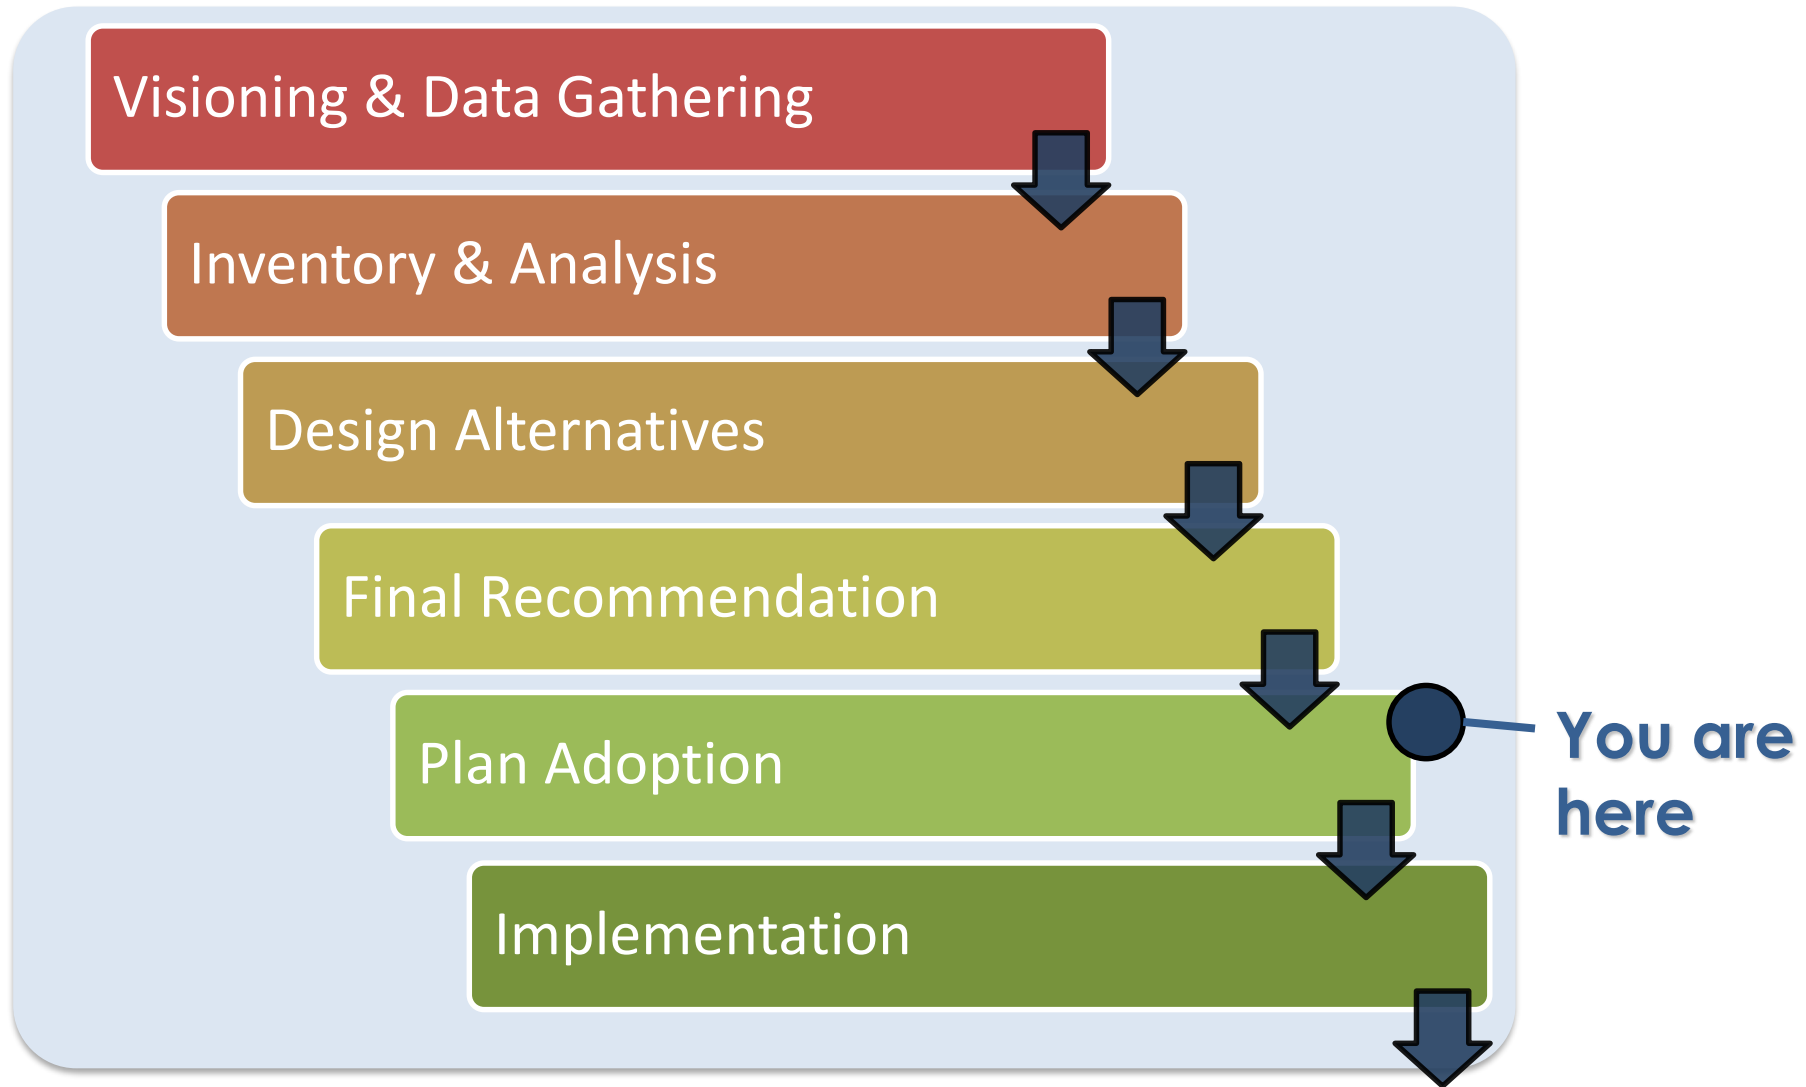 Visioning & Data Gathering
Inventory & Analysis
Design Alternatives
Final Recommendation
Plan Adoption
You are
here
Implementation